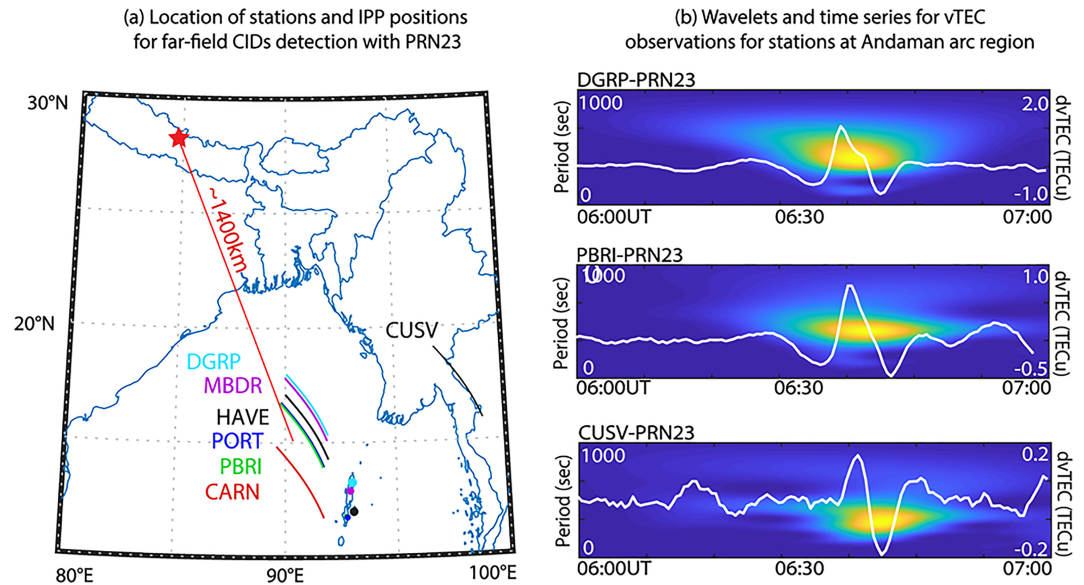 (a) Location of stations and IPP positions
for far-field CIDs detection with PRN23
30°N
20°N
~1400km
CUSV
DGRP
MBDR
HAVE
PORT
PBRI
CARN
80°E
90°E
100°E
(b) Wavelets and time series for vTEC
observations for stations at Andaman arc region
DGRP-PRN23
1000
2.0
Period (sec)
dvTEC (TECu)
0
-1.0
06:00UT
06:30
07:00
PBRI-PRN23
1000
1.0
Period (sec)
dvTEC (TECu)
0
-0.5
06:00UT
06:30
07:00
CUSV-PRN23
1000
0.2
Period (sec)
dvTEC (TECu)
0
-0.2
06:00UT
06:30
07:00